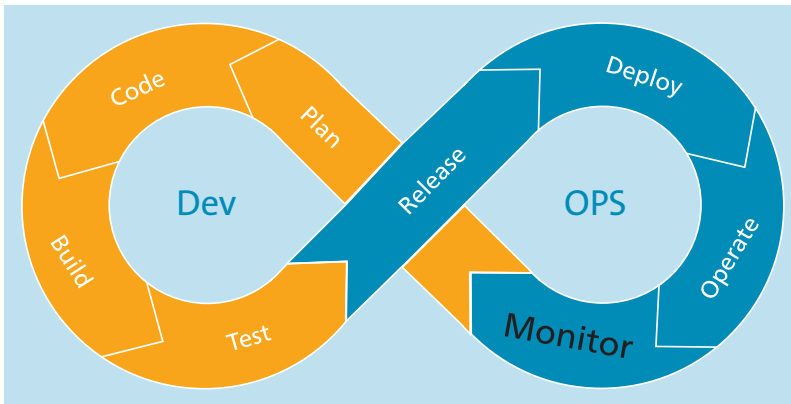 Plan
Code
Build
Test
Release
Deploy
Operate
Monitor
Dev
OPS